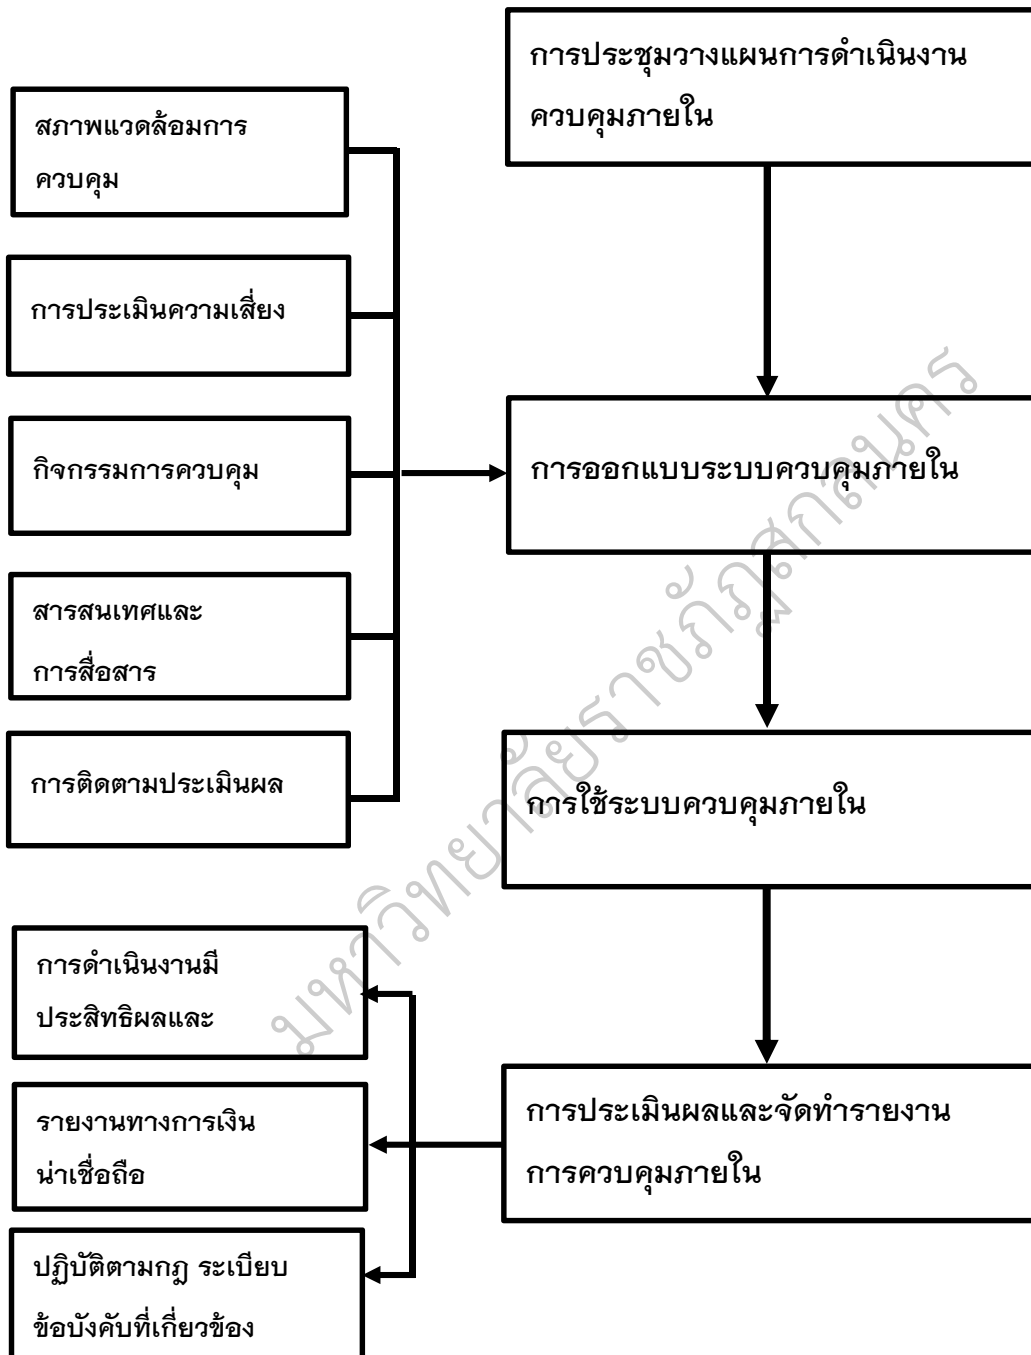 การประชุมวางแผนการดำเนินงาน
ควบคุมภายใน
สภาพแวดล้อมการ
ควบคุม
การประเมินความเสี่ยง
กิจกรรมการควบคุม
การออกแบบระบบควบคุมภายใน
สารสนเทศและ
การสื่อสาร
การติดตามประเมินผล
การใช้ระบบควบคุมภายใน
การดำเนินงานมี
ประสิทธิผลและ
รายงานทางการเงิน
น่าเชื่อถือ
การประเมินผลและจัดทำรายงาน
การควบคุมภายใน
ปฏิบัติตามกฎ ระเบียบ
ข้อบังคับที่เกี่ยวข้อง
มหาวิทยาลัยราชภัฏสกลนคร